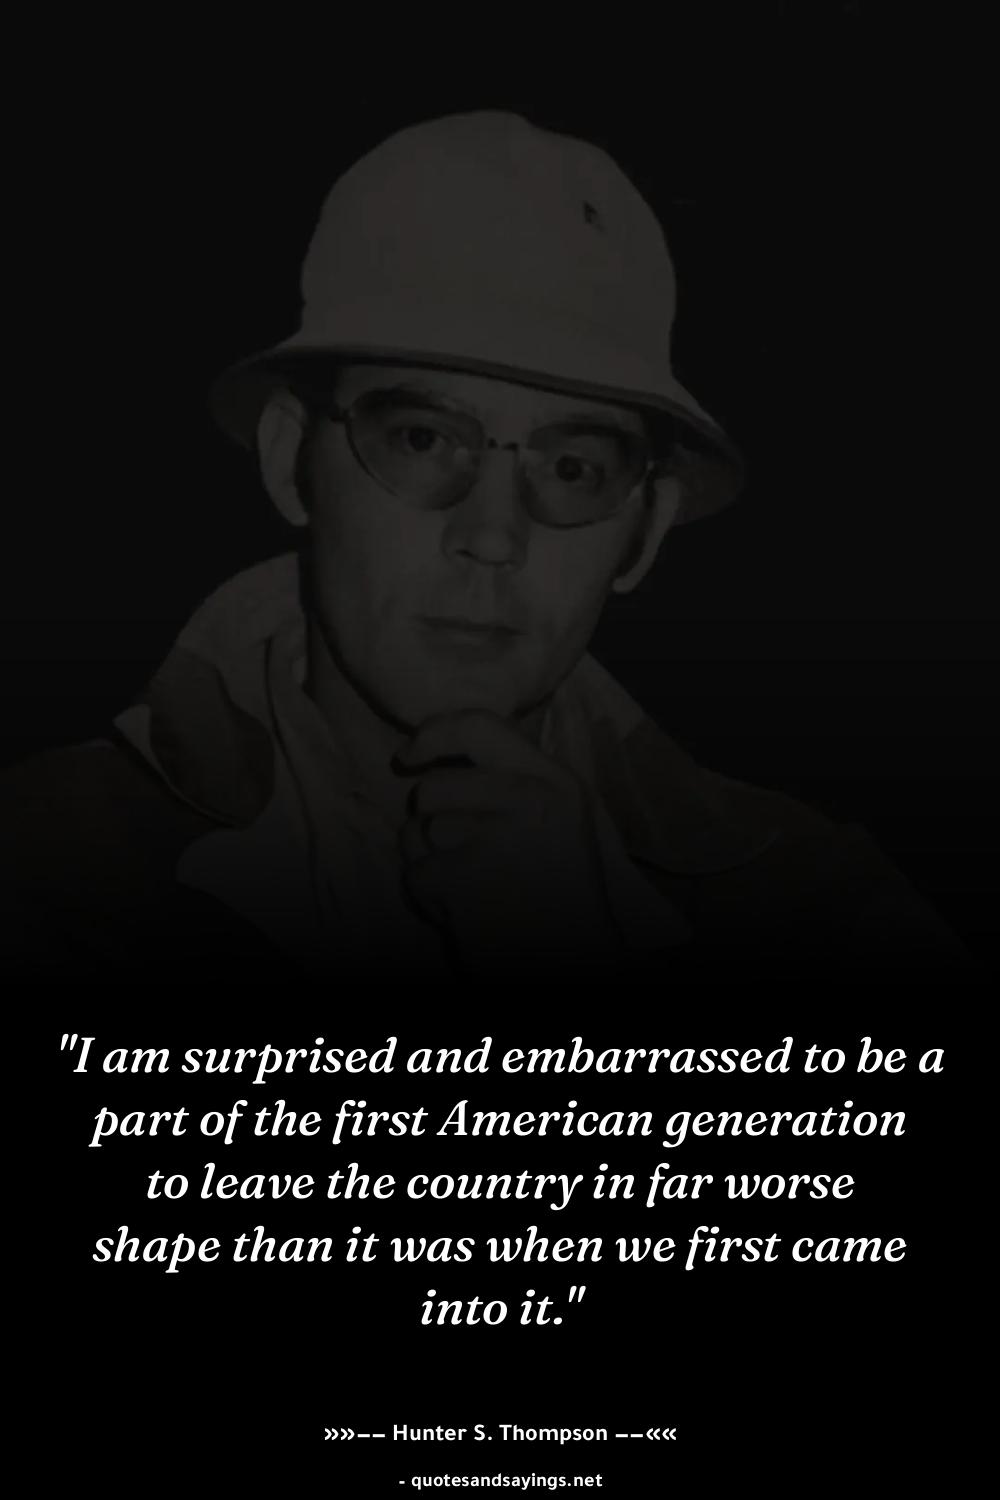 "I am surprised and embarrassed to be a
part of the first American generation
to leave the country in far worse
shape than it was when we first came
into it."
»»–– Hunter S. Thompson ––««
- quotesandsayings.net